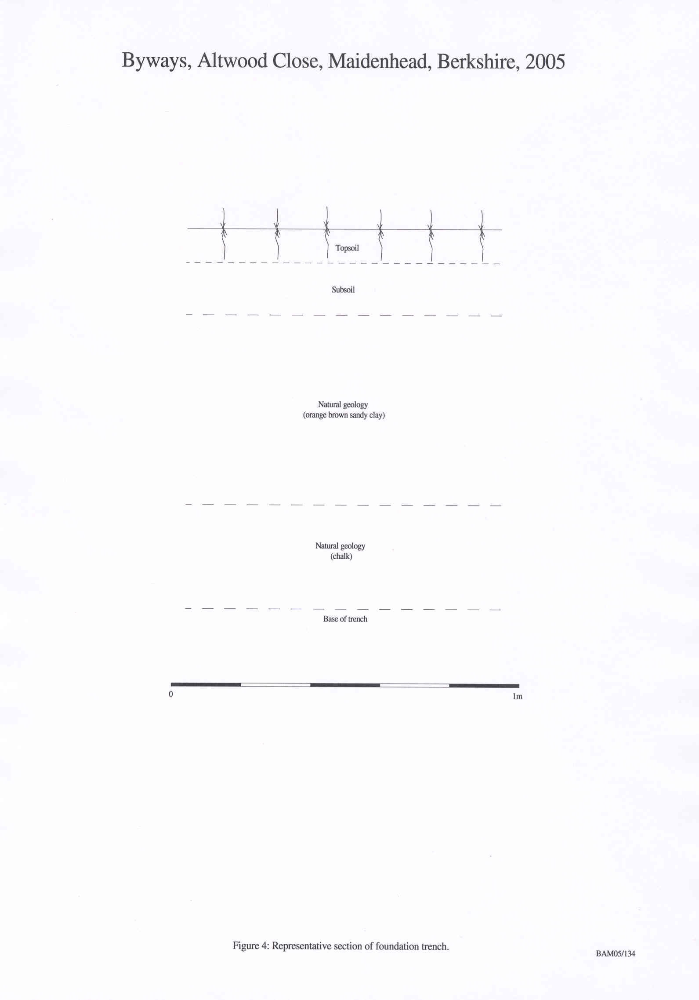 Byways, Altwood Close, Maidenhead, Berkshire, 2005
Topsoil
Subsoil
Natural geology
(orange brown sandy clay)
Natural geology
(chalk)
Base of trench
0
1m
Figure 4: Representative section of foundation trench.
BAM05/134